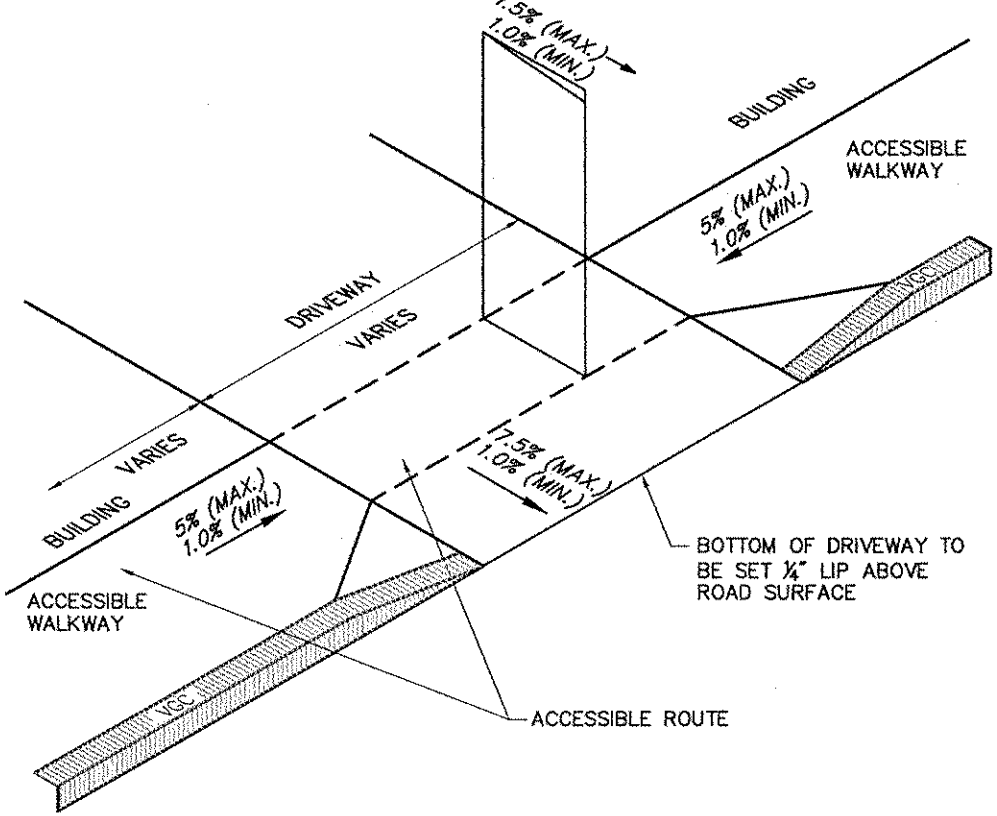 1.5% (MAX.)
1.0% (MIN.)
BUILDING
ACCESSIBLE
WALKWAY
5% (MAX.)
1.0% (MIN.)
VGC
DRIVEWAY
VARIES
VARIES
BUILDING
5% (MAX.)
1.0% (MIN.)
7.5% (MAX.)
1.0% (MIN.)
BOTTOM OF DRIVEWAY TO
BE SET ¼" LIP ABOVE
ROAD SURFACE
ACCESSIBLE
WALKWAY
VGC
ACCESSIBLE ROUTE